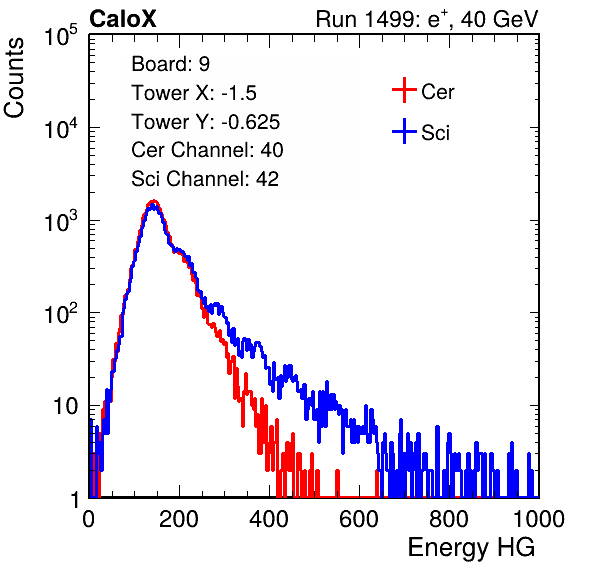 CaloX Run 1499: e⁺, 40 GeV
Counts
10⁵
10⁴
10³
10²
10
1
Board: 9
Tower X: -1.5
Tower Y: -0.625
Cer Channel: 40
Sci Channel: 42
Cer
Sci
0 200 400 600 800 1000
Energy HG